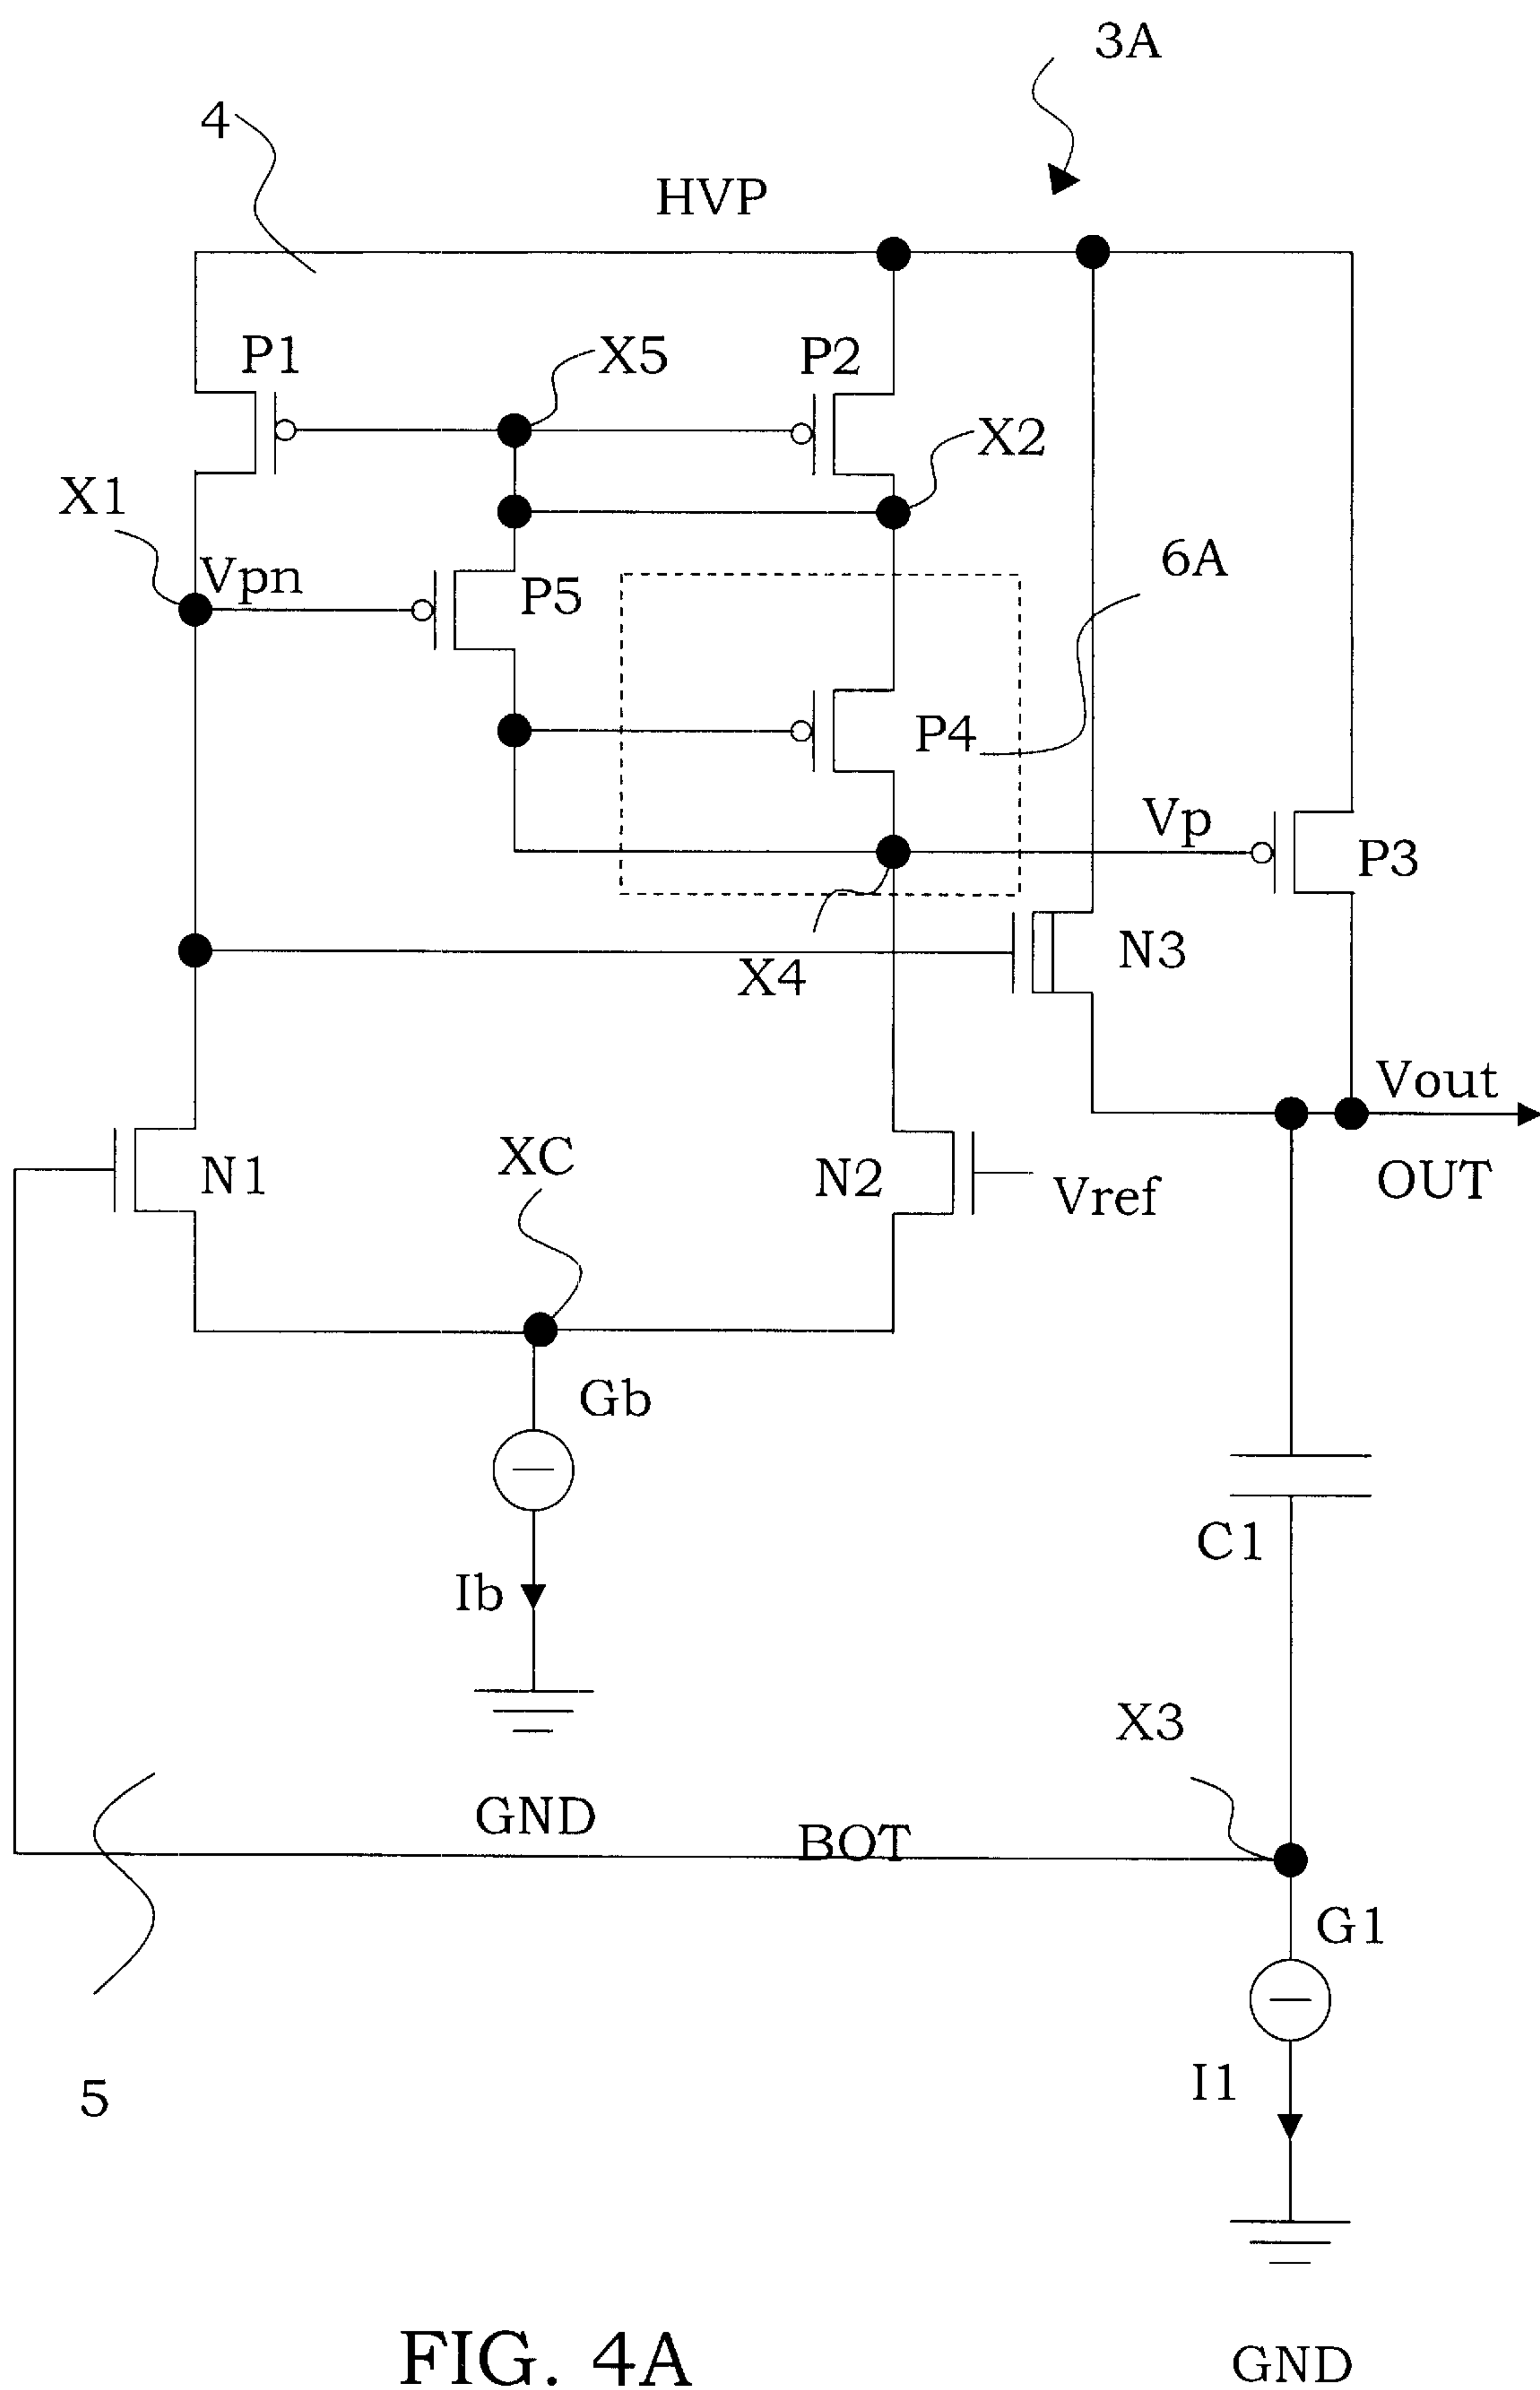 3A
4
HVP
P1
X5
P2
X2
X1
Vpn
P5
6A
P4
Vp
P3
N3
X4
Vout
XC
N1
N2
Vref
OUT
Gb
C1
Ib
X3
GND
BOT
G1
5
I1
FIG. 4A
GND